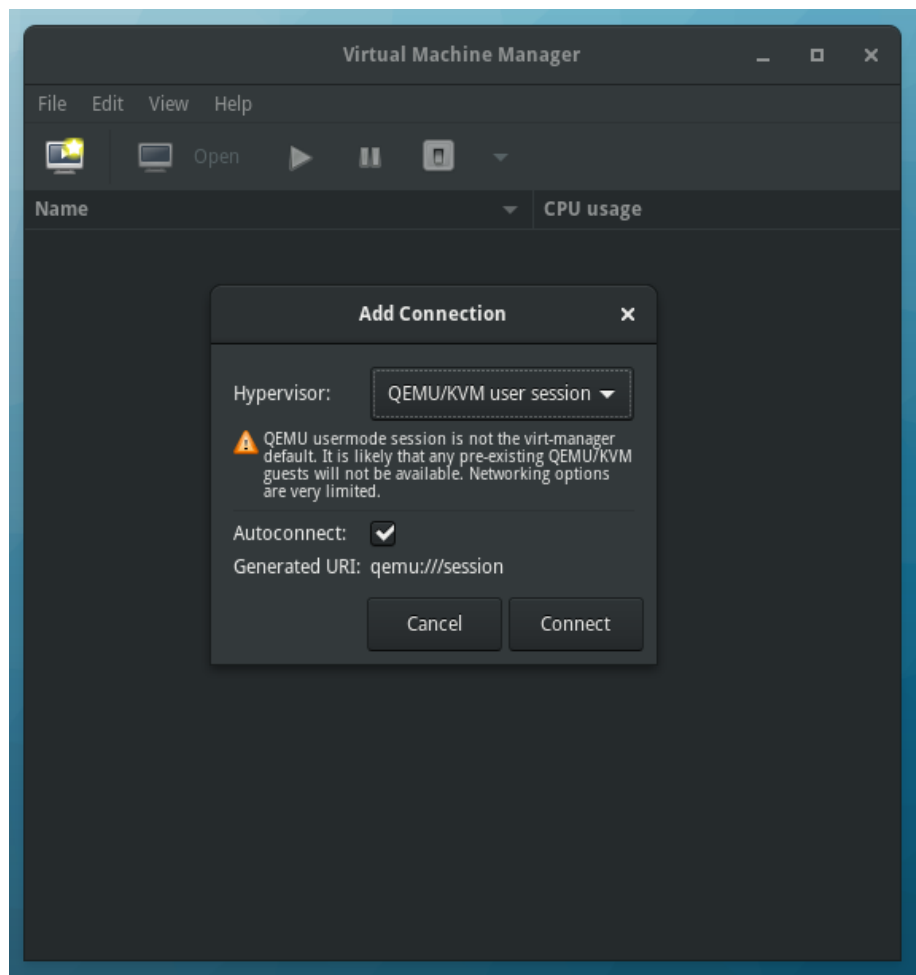 Virtual Machine Manager
File Edit View Help
Open
Name CPU usage
Add Connection
Hypervisor: QEMU/KVM user session
QEMU usermode session is not the virt-manager
default. It is likely that any pre-existing QEMU/KVM
guests will not be available. Networking options
are very limited.
Autoconnect:
Generated URI: qemu:///session
Cancel Connect